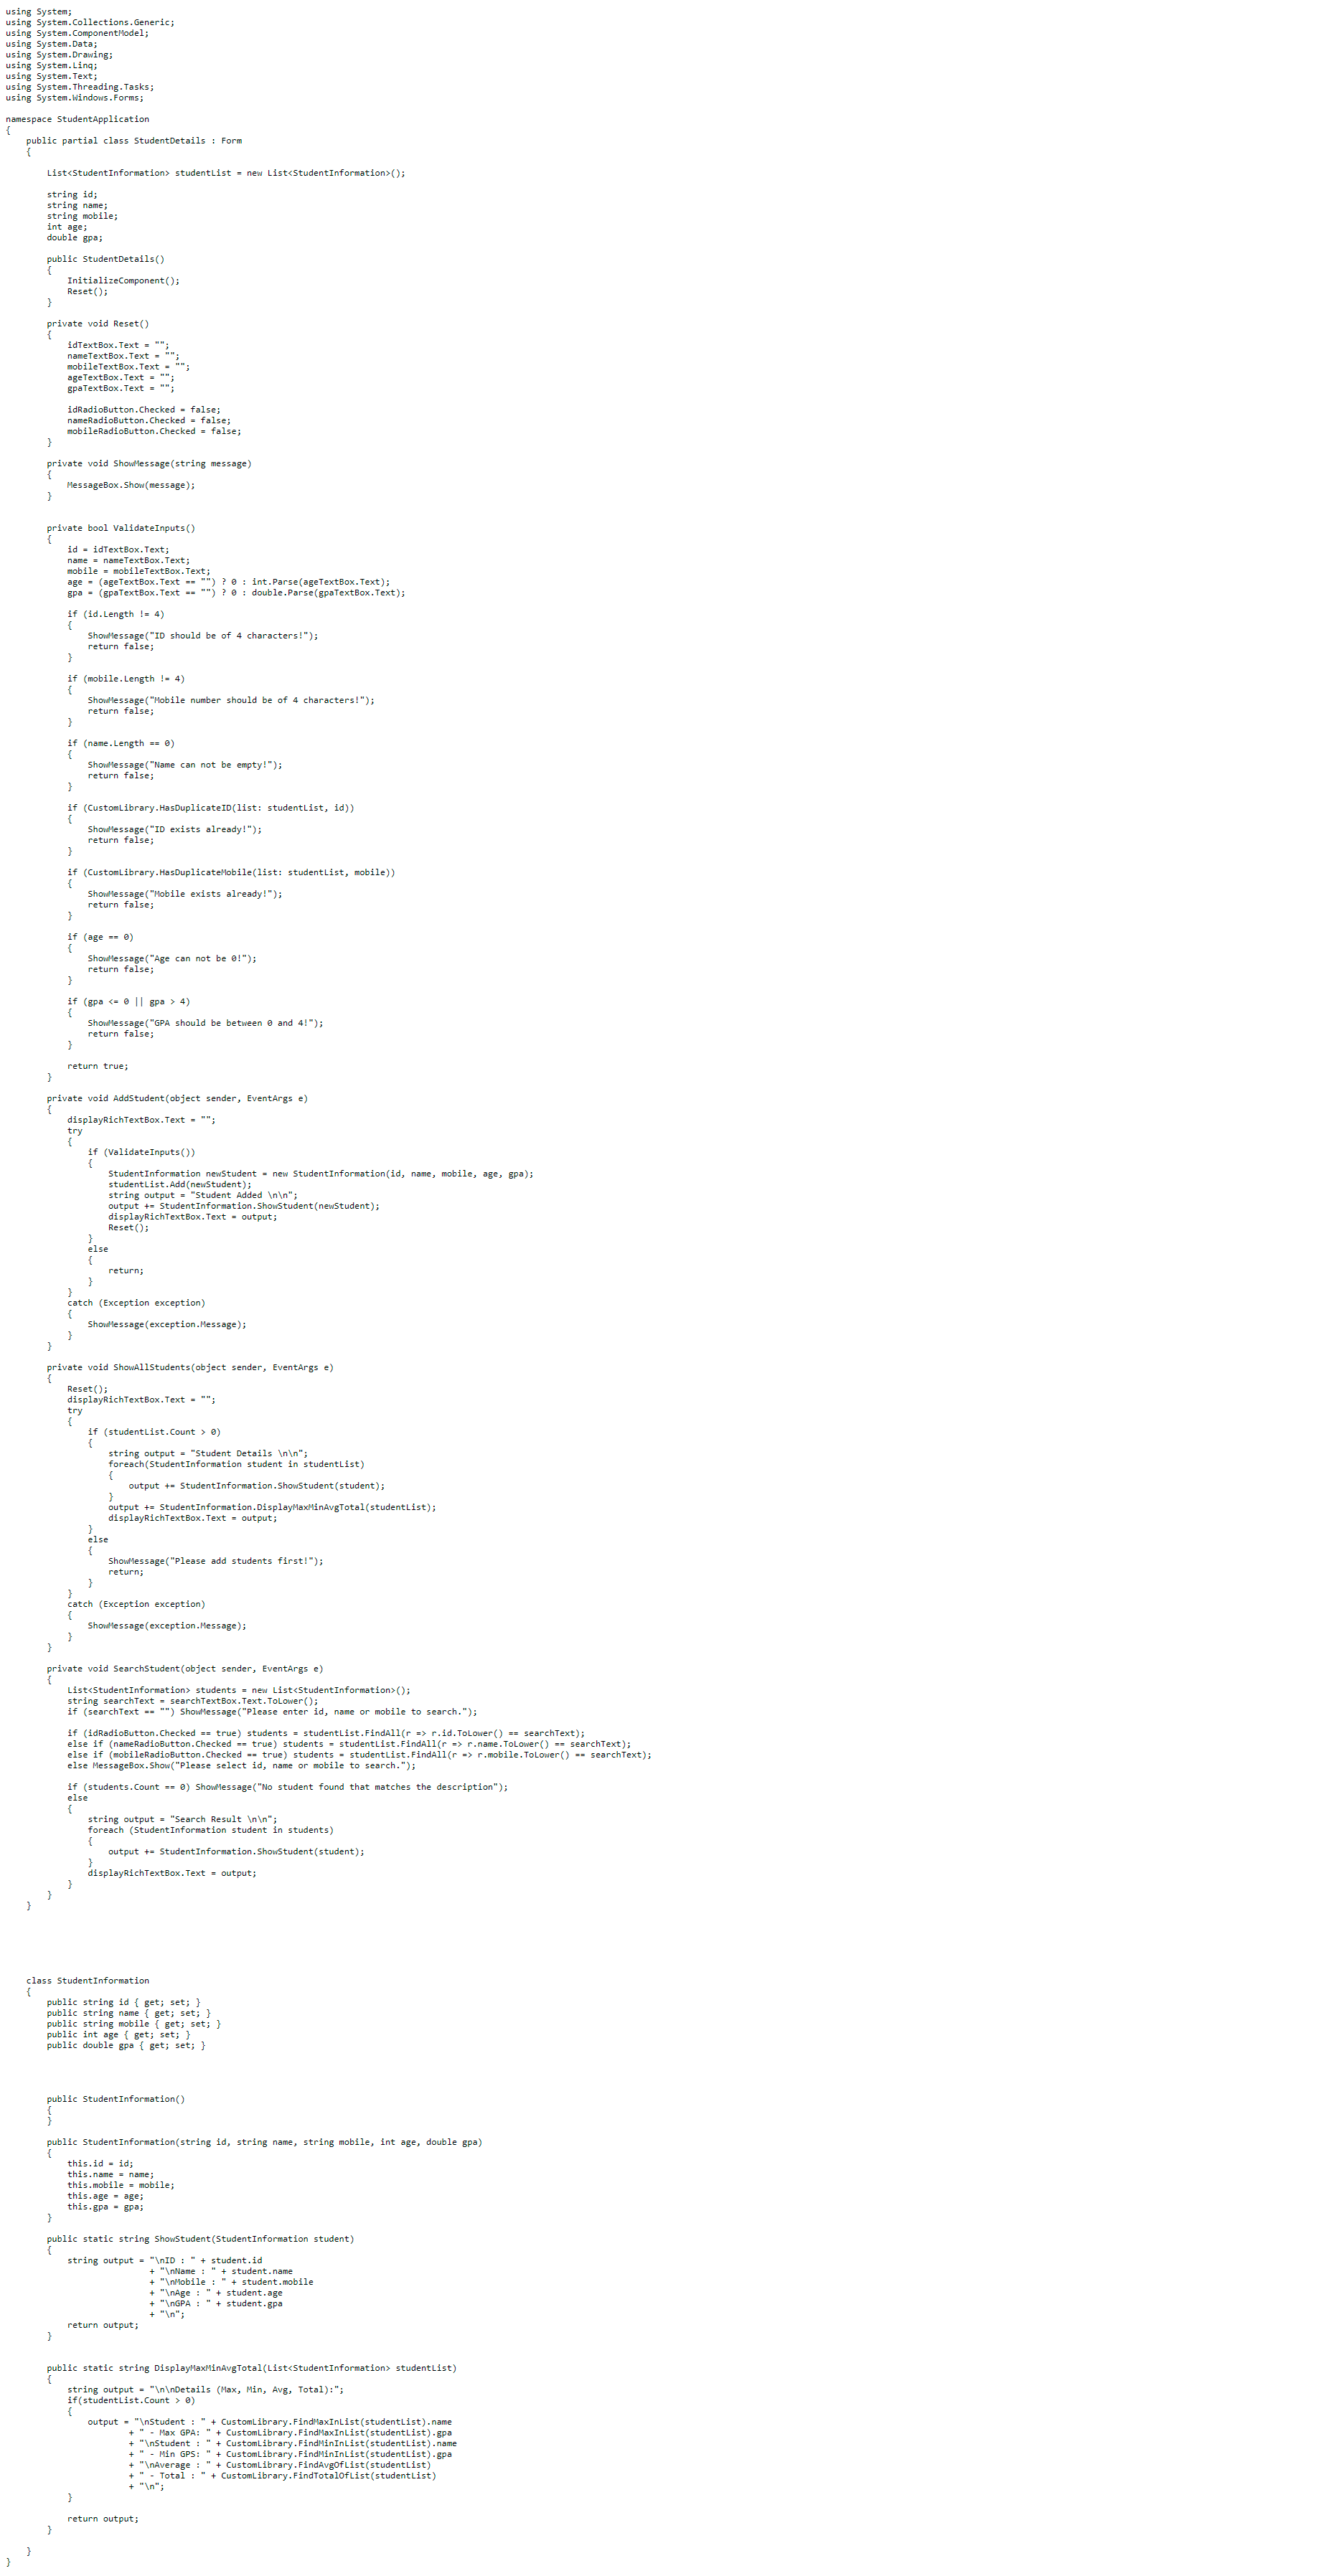 using System;
using System.Collections.Generic;
using System.ComponentModel;
using System.Data;
using System.Drawing;
using System.Linq;
using System.Text;
using System.Threading.Tasks;
using System.Windows.Forms;

namespace StudentApplication
{
    public partial class StudentDetails : Form
    {

        List<StudentInformation> studentList = new List<StudentInformation>();

        string id;
        string name;
        string mobile;
        int age;
        double gpa;

        public StudentDetails()
        {
            InitializeComponent();
            Reset();
        }

        private void Reset()
        {
            idTextBox.Text = "";
            nameTextBox.Text = "";
            mobileTextBox.Text = "";
            ageTextBox.Text = "";
            gpaTextBox.Text = "";

            idRadioButton.Checked = false;
            nameRadioButton.Checked = false;
            mobileRadioButton.Checked = false;
        }

        private void ShowMessage(string message)
        {
            MessageBox.Show(message);
        }


        private bool ValidateInputs()
        {
            id = idTextBox.Text;
            name = nameTextBox.Text;
            mobile = mobileTextBox.Text;
            age = (ageTextBox.Text == "") ? 0 : int.Parse(ageTextBox.Text);
            gpa = (gpaTextBox.Text == "") ? 0 : double.Parse(gpaTextBox.Text);

            if (id.Length != 4)
            {
                ShowMessage("ID should be of 4 characters!");
                return false;
            }

            if (mobile.Length != 4)
            {
                ShowMessage("Mobile number should be of 4 characters!");
                return false;
            }

            if (name.Length == 0)
            {
                ShowMessage("Name can not be empty!");
                return false;
            }

            if (CustomLibrary.HasDuplicateID(list: studentList, id))
            {
                ShowMessage("ID exists already!");
                return false;
            }

            if (CustomLibrary.HasDuplicateMobile(list: studentList, mobile))
            {
                ShowMessage("Mobile exists already!");
                return false;
            }

            if (age == 0)
            {
                ShowMessage("Age can not be 0!");
                return false;
            }

            if (gpa <= 0 || gpa > 4)
            {
                ShowMessage("GPA should be between 0 and 4!");
                return false;
            }

            return true;
        }

        private void AddStudent(object sender, EventArgs e)
        {
            displayRichTextBox.Text = "";
            try
            {
                if (ValidateInputs())
                {
                    StudentInformation newStudent = new StudentInformation(id, name, mobile, age, gpa);
                    studentList.Add(newStudent);
                    string output = "Student Added \n\n";
                    output += StudentInformation.ShowStudent(newStudent);
                    displayRichTextBox.Text = output;
                    Reset();
                }
                else
                {
                    return;
                }
            }
            catch (Exception exception)
            {
                ShowMessage(exception.Message);
            }
        }

        private void ShowAllStudents(object sender, EventArgs e)
        {
            Reset();
            displayRichTextBox.Text = "";
            try
            {
                if (studentList.Count > 0)
                {
                    string output = "Student Details \n\n";
                    foreach(StudentInformation student in studentList)
                    {
                        output += StudentInformation.ShowStudent(student);
                    }
                    output += StudentInformation.DisplayMaxMinAvgTotal(studentList);
                    displayRichTextBox.Text = output;
                }
                else
                {
                    ShowMessage("Please add students first!");
                    return;
                }
            }
            catch (Exception exception)
            {
                ShowMessage(exception.Message);
            }
        }

        private void SearchStudent(object sender, EventArgs e)
        {
            List<StudentInformation> students = new List<StudentInformation>();
            string searchText = searchTextBox.Text.ToLower();
            if (searchText == "") ShowMessage("Please enter id, name or mobile to search.");

            if (idRadioButton.Checked == true) students = studentList.FindAll(r => r.id.ToLower() == searchText);
            else if (nameRadioButton.Checked == true) students = studentList.FindAll(r => r.name.ToLower() == searchText);
            else if (mobileRadioButton.Checked == true) students = studentList.FindAll(r => r.mobile.ToLower() == searchText);
            else MessageBox.Show("Please select id, name or mobile to search.");

            if (students.Count == 0) ShowMessage("No student found that matches the description");
            else
            {
                string output = "Search Result \n\n";
                foreach (StudentInformation student in students)
                {
                    output += StudentInformation.ShowStudent(student);
                }
                displayRichTextBox.Text = output;
            }
        }
    }





    class StudentInformation
    {
        public string id { get; set; }
        public string name { get; set; }
        public string mobile { get; set; }
        public int age { get; set; }
        public double gpa { get; set; }




        public StudentInformation()
        {
        }

        public StudentInformation(string id, string name, string mobile, int age, double gpa)
        {
            this.id = id;
            this.name = name;
            this.mobile = mobile;
            this.age = age;
            this.gpa = gpa;
        }

        public static string ShowStudent(StudentInformation student)
        {
            string output = "\nID : " + student.id
                            + "\nName : " + student.name
                            + "\nMobile : " + student.mobile
                            + "\nAge : " + student.age
                            + "\nGPA : " + student.gpa
                            + "\n";
            return output;
        }


        public static string DisplayMaxMinAvgTotal(List<StudentInformation> studentList)
        {
            string output = "\n\nDetails (Max, Min, Avg, Total):";
            if(studentList.Count > 0)
            {
                output = "\nStudent : " + CustomLibrary.FindMaxInList(studentList).name
                        + " - Max GPA: " + CustomLibrary.FindMaxInList(studentList).gpa
                        + "\nStudent : " + CustomLibrary.FindMinInList(studentList).name
                        + " - Min GPS: " + CustomLibrary.FindMinInList(studentList).gpa
                        + "\nAverage : " + CustomLibrary.FindAvgOfList(studentList)
                        + " - Total : " + CustomLibrary.FindTotalOfList(studentList)
                        + "\n";
            }

            return output;
        }

    }
}